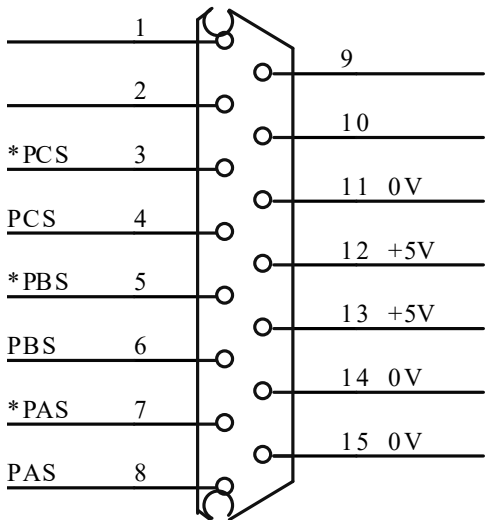 1
2
*PCS 3
PCS 4
*PBS 5
PBS 6
*PAS 7
PAS 8
9
10
11 0V
12 +5V
13 +5V
14 0V
15 0V